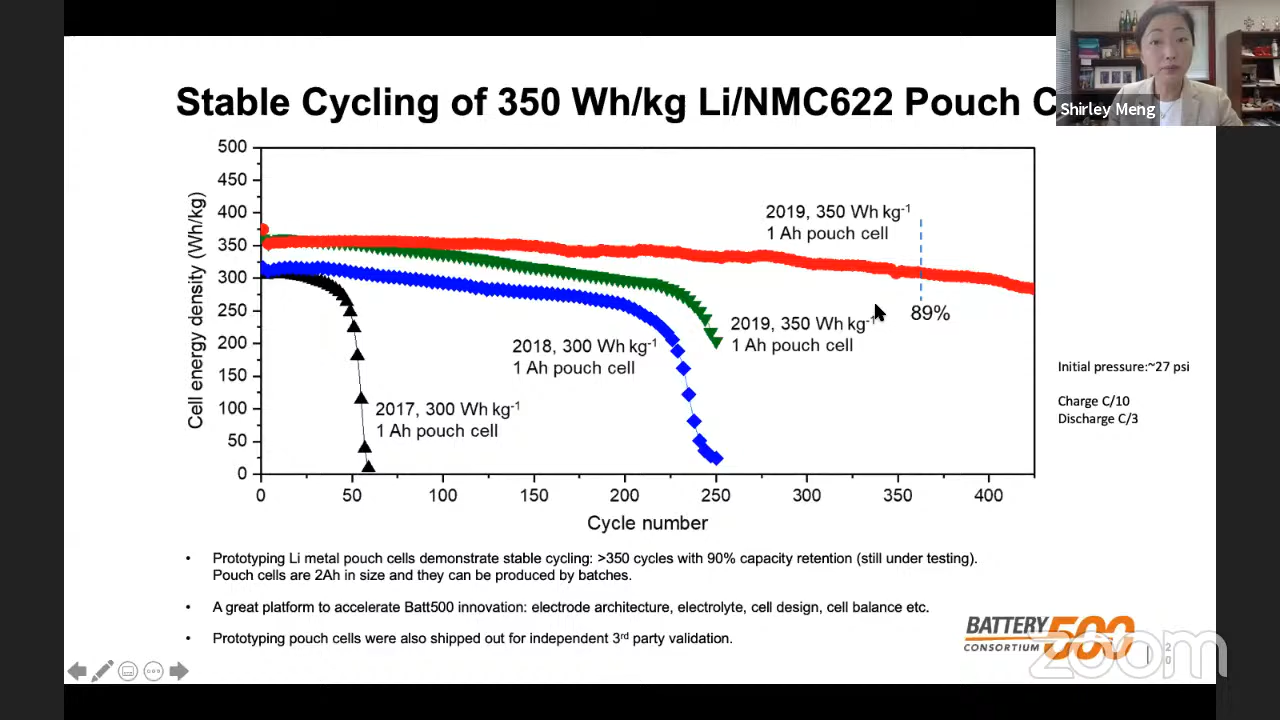 Stable Cycling of 350 Wh/kg Li/NMC622 Pouch C
Shirley Meng
500
450
400
350
300
250
200
150
100
50
0
Cell energy density (Wh/kg)
2019, 350 Wh kg⁻¹
1 Ah pouch cell
89%
2019, 350 Wh kg⁻¹
1 Ah pouch cell
2018, 300 Wh kg⁻¹
1 Ah pouch cell
2017, 300 Wh kg⁻¹
1 Ah pouch cell
0 50 100 150 200 250 300 350 400
Cycle number
Initial pressure:~27 psi
Charge C/10
Discharge C/3
• Prototyping Li metal pouch cells demonstrate stable cycling: >350 cycles with 90% capacity retention (still under testing).
Pouch cells are 2Ah in size and they can be produced by batches.
• A great platform to accelerate Batt500 innovation: electrode architecture, electrolyte, cell design, cell balance etc.
• Prototyping pouch cells were also shipped out for independent 3rd party validation.
BATTERY 500
CONSORTIUM
zoom
2
0